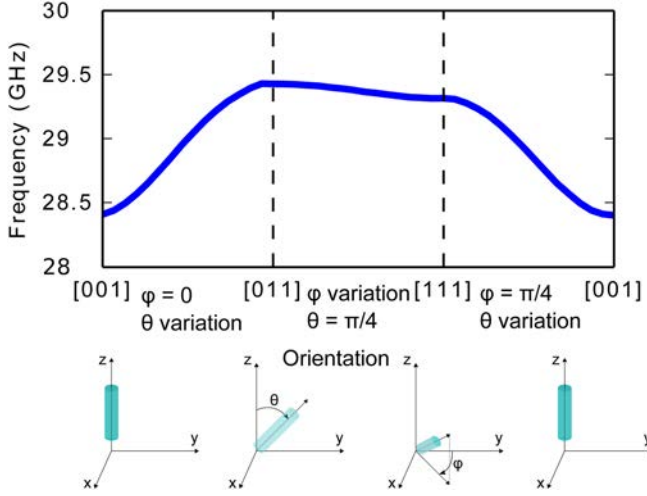 30
29.5
29
28.5
28
Frequency (GHz)
[001] φ = 0 [011] φ variation [111] φ = π/4 [001]
θ variation θ = π/4 θ variation
Orientation
z z z z
θ
y y y y
φ
x x x x